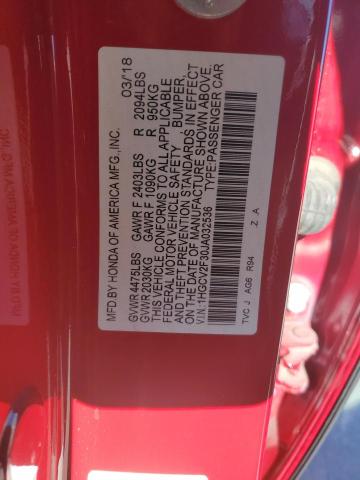 MFD.BY HONDA OF AMERICA MFG.,INC. 03/18
GVWR 4475LBS GAWR F 2403LBS R 2094LBS
GVWR 2030KG GAWR F 1090KG R 950KG
THIS VEHICLE CONFORMS TO ALL APPLICABLE
FEDERAL MOTOR VEHICLE SAFETY , BUMPER,
AND THEFT PREVENTION STANDARDS IN EFFECT
ON THE DATE OF MANUFACTURE SHOWN ABOVE.
V.I.N.:1HGCV2F30JA032536 TYPE:PASSENGER CAR
TVC J AG6 R94 Z A